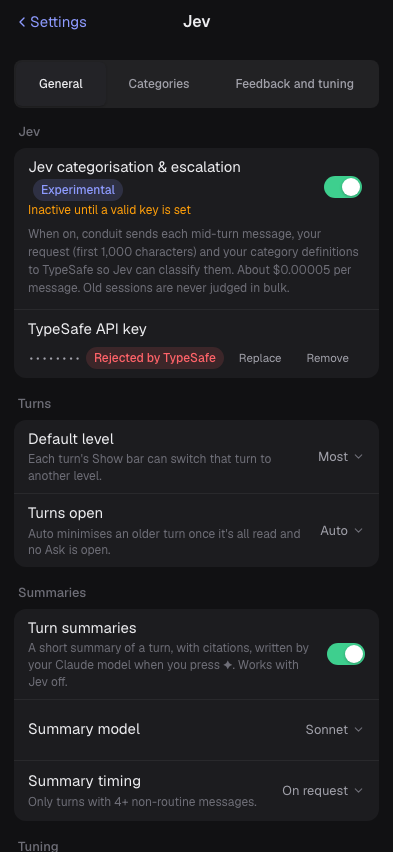 Settings
Jev
General
Categories
Feedback and tuning
Jev
Jev categorisation & escalation
Experimental
Inactive until a valid key is set
When on, conduit sends each mid-turn message, your
request (first 1,000 characters) and your category definitions
to TypeSafe so Jev can classify them. About $0.00005 per
message. Old sessions are never judged in bulk.
TypeSafe API key
········ Rejected by TypeSafe Replace Remove
Turns
Default level
Each turn's Show bar can switch that turn to
another level.
Most
Turns open
Auto minimises an older turn once it's all read and
no Ask is open.
Auto
Summaries
Turn summaries
A short summary of a turn, with citations, written by
your Claude model when you press ✦. Works with
Jev off.
Summary model
Sonnet
Summary timing
Only turns with 4+ non-routine messages.
On request
Tuning